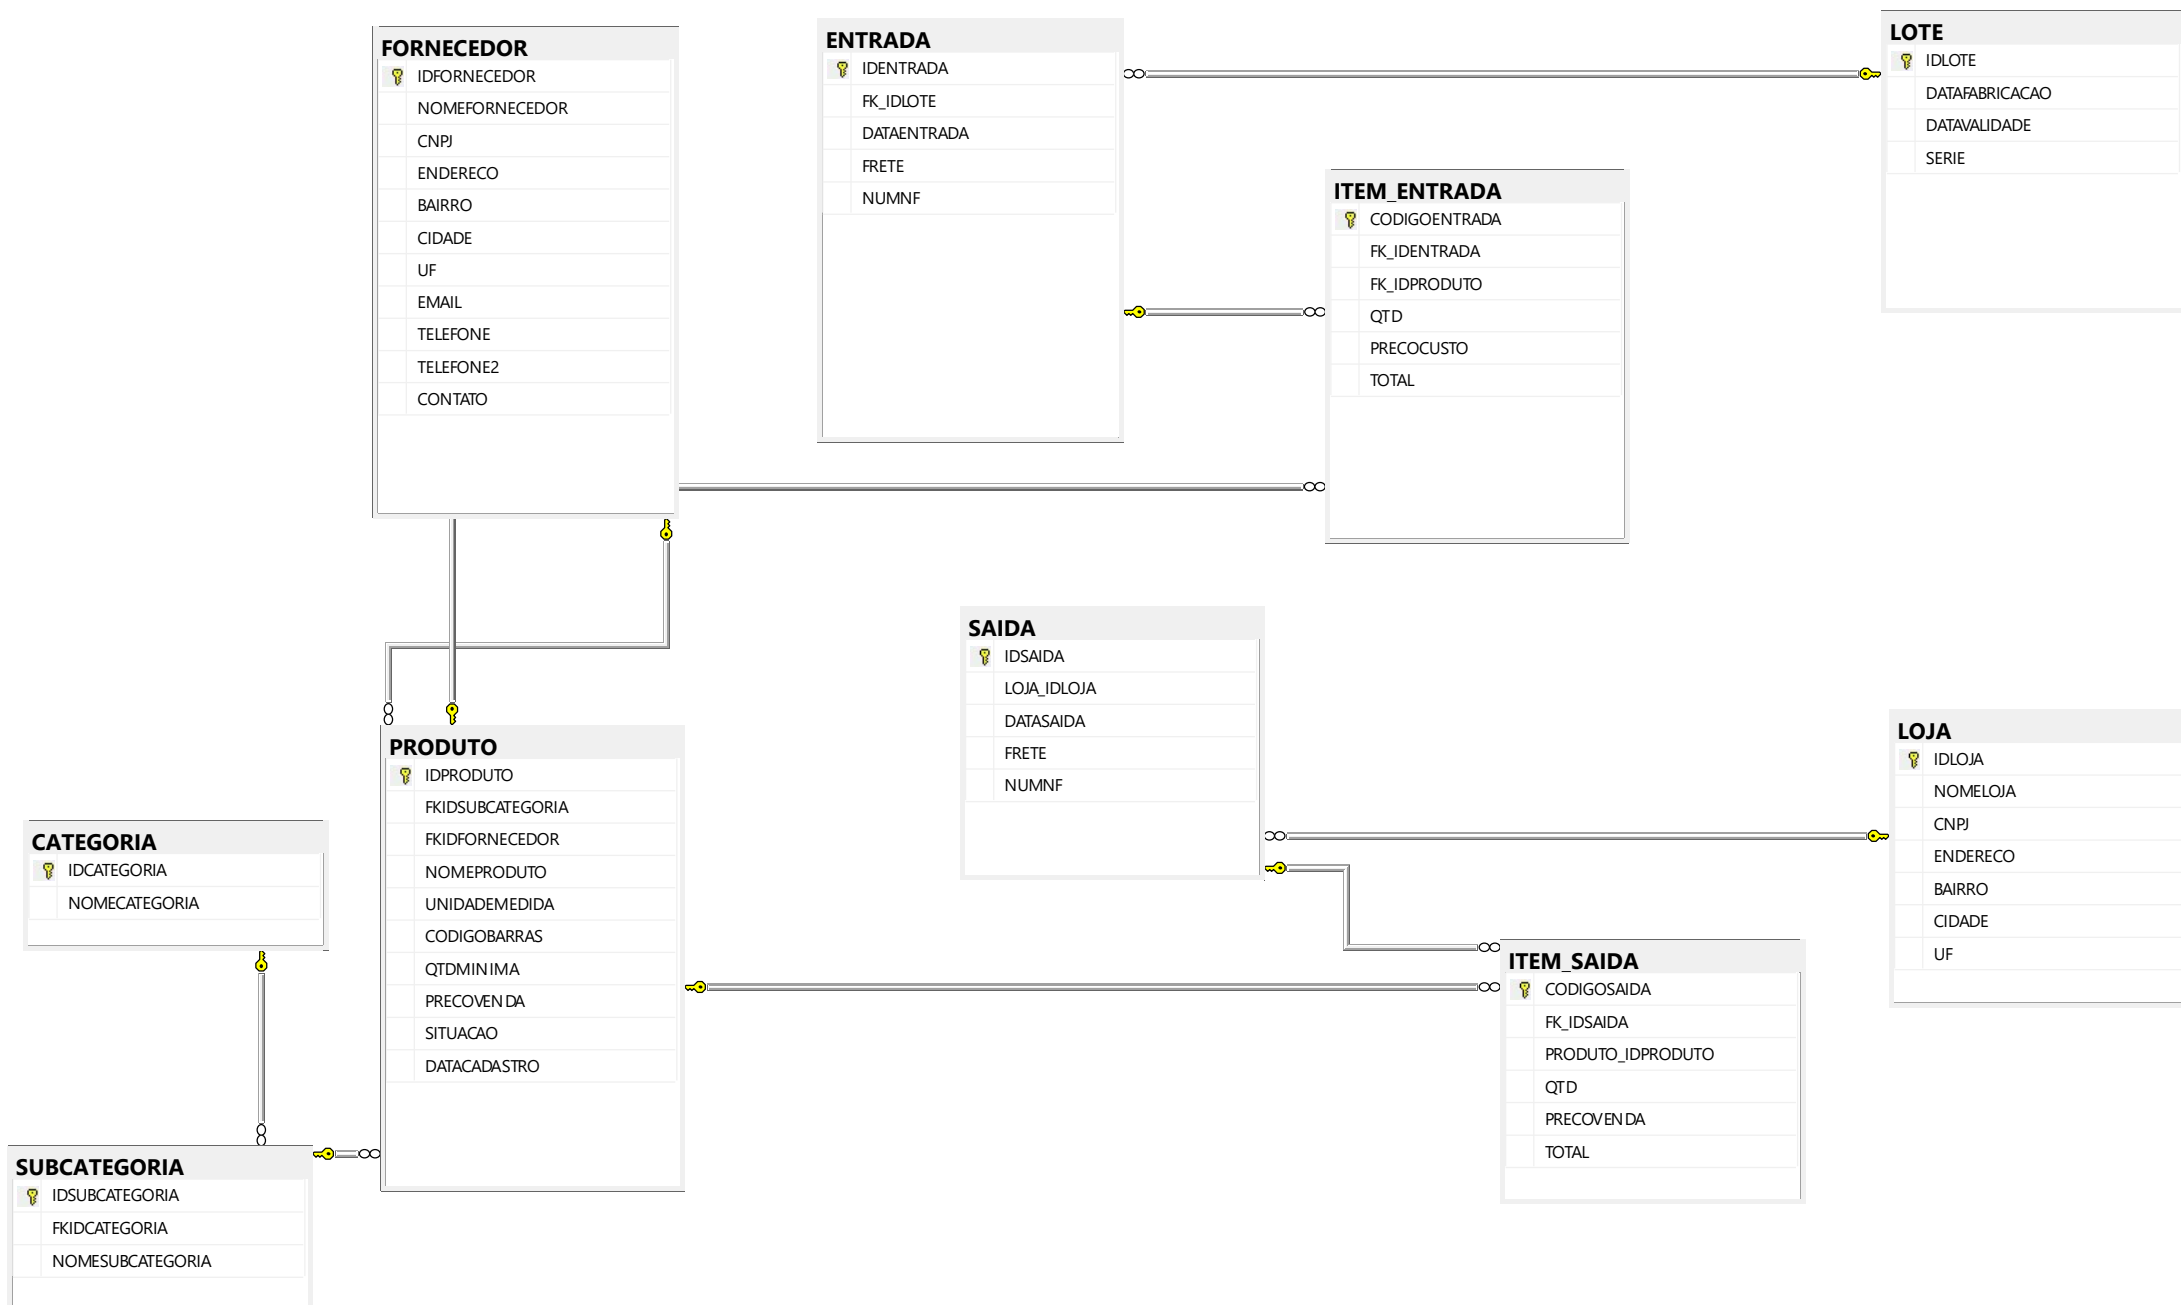 FORNECEDOR
IDFORNECEDOR
NOMEFORNECEDOR
CNPJ
ENDERECO
BAIRRO
CIDADE
UF
EMAIL
TELEFONE
TELEFONE2
CONTATO
ENTRADA
IDENTRADA
FK_IDLOTE
DATAENTRADA
FRETE
NUMNF
LOTE
IDLOTE
DATAFABRICACAO
DATAVALIDADE
SERIE
ITEM_ENTRADA
CODIGOENTRADA
FK_IDENTRADA
FK_IDPRODUTO
QTD
PRECOCUSTO
TOTAL
SAIDA
IDSAIDA
LOJA_IDLOJA
DATASAIDA
FRETE
NUMNF
LOJA
IDLOJA
NOMELOJA
CNPJ
ENDERECO
BAIRRO
CIDADE
UF
PRODUTO
IDPRODUTO
FKIDSUBCATEGORIA
FKIDFORNECEDOR
NOMEPRODUTO
UNIDADEMEDIDA
CODIGOBARRAS
QTDMINIMA
PRECOVENDA
SITUACAO
DATACADASTRO
CATEGORIA
IDCATEGORIA
NOMECATEGORIA
ITEM_SAIDA
CODIGOSAIDA
FK_IDSAIDA
PRODUTO_IDPRODUTO
QTD
PRECOVENDA
TOTAL
SUBCATEGORIA
IDSUBCATEGORIA
FKIDCATEGORIA
NOMESUBCATEGORIA